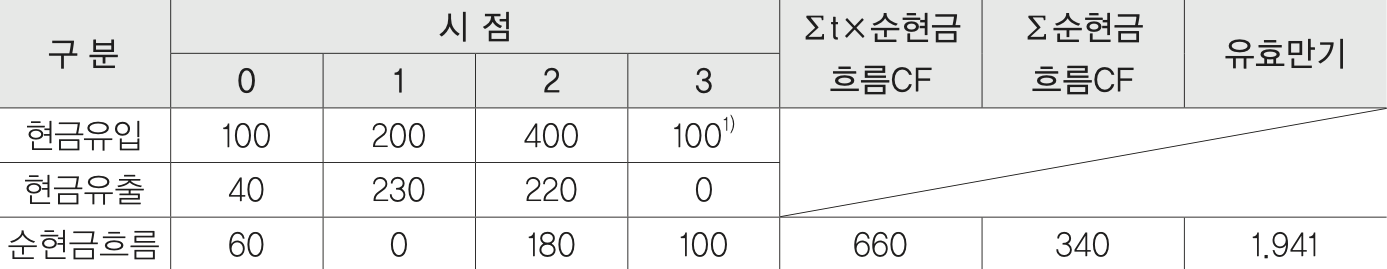 구 분 시 점 Σt×순현금흐름CF Σ순현금흐름CF 유효만기
0 1 2 3
현금유입 100 200 400 100¹⁾
현금유출 40 230 220 0
순현금흐름 60 0 180 100 660 340 1.941